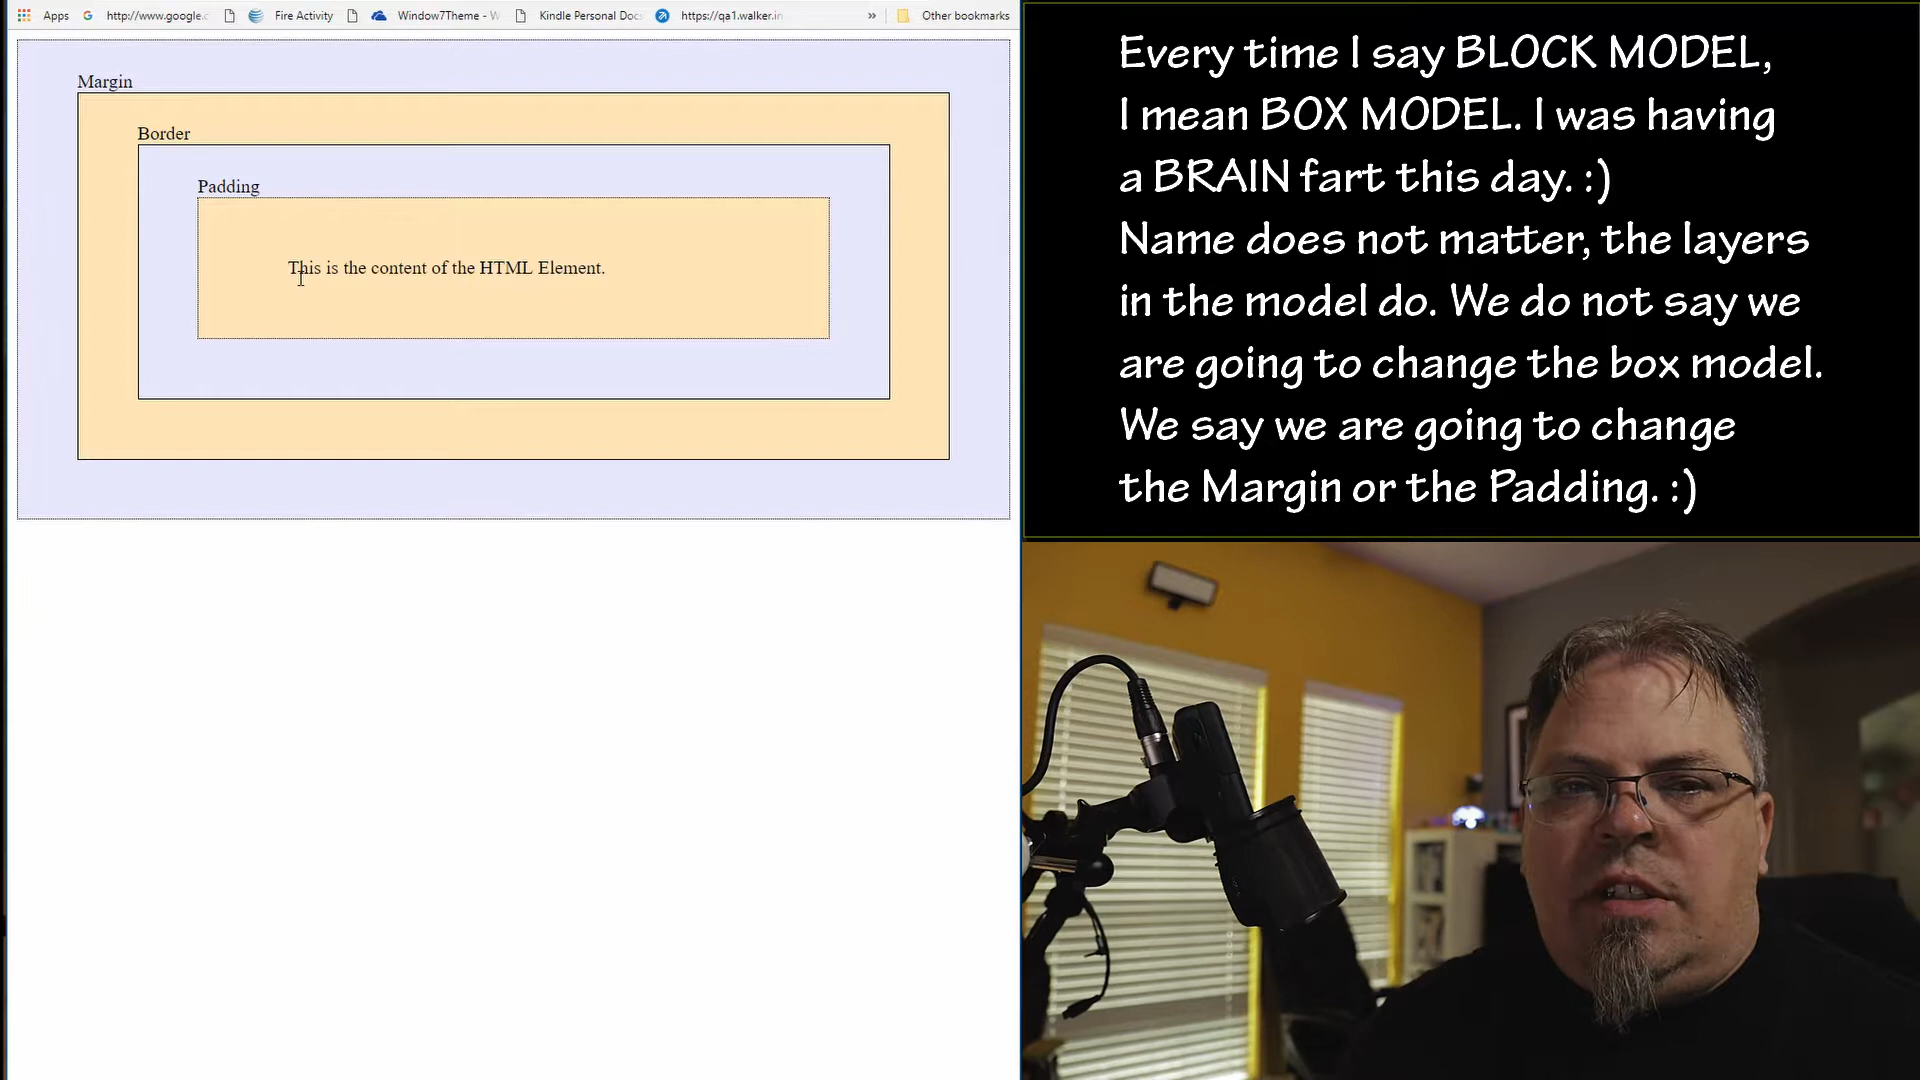 Apps http://www.google.c Fire Activity Window7Theme - W Kindle Personal Doc https://qa1.walker.in » Other bookmarks
Margin
Border
Padding
This is the content of the HTML Element.
Every time I say BLOCK MODEL,
I mean BOX MODEL. I was having
a BRAIN fart this day. :)
Name does not matter, the layers
in the model do. We do not say we
are going to change the box model.
We say we are going to change
the Margin or the Padding. :)